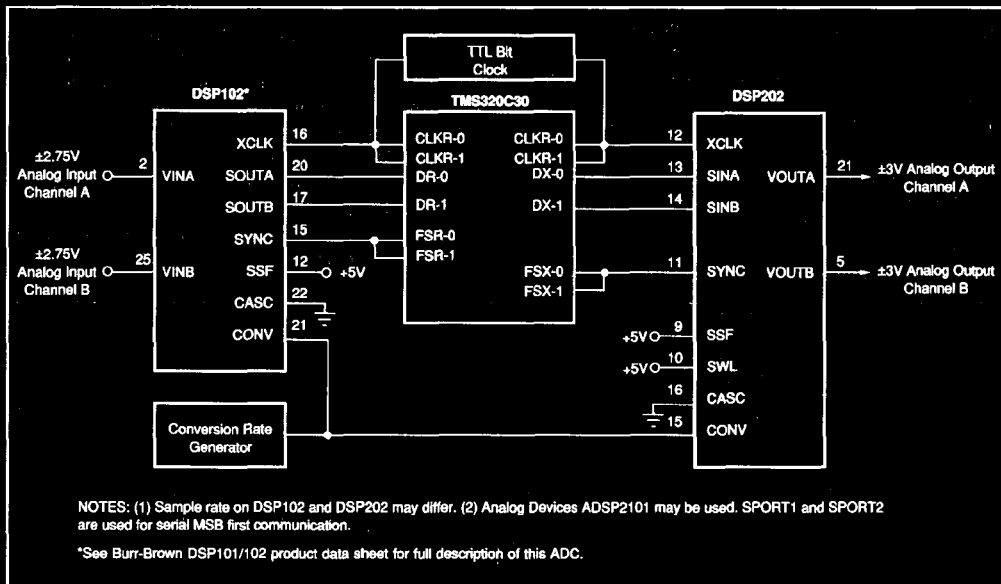 TTL Bit
Clock
DSP102*
TMS320C30
DSP202
XCLK 16
CLKR-0 CLKR-0
12 XCLK
CLKR-1 CLKR-1
±2.75V
Analog Input
Channel A
2 VINA
SOUTA 20
DR-0 DX-0
13 SINA
VOUTA 21
±3V Analog Output
Channel A
SOUTB 17
DR-1 DX-1
14 SINB
SYNC 15
FSR-0
FSR-1
±2.75V
Analog Input
Channel B
25 VINB
SSF 12 +5V
FSX-0
FSX-1
11 SYNC
VOUTB 5
±3V Analog Output
Channel B
CASC 22
CONV 21
+5V 9 SSF
+5V 10 SWL
16 CASC
15 CONV
Conversion Rate
Generator
NOTES: (1) Sample rate on DSP102 and DSP202 may differ. (2) Analog Devices ADSP2101 may be used. SPORT1 and SPORT2
are used for serial MSB first communication.
*See Burr-Brown DSP101/102 product data sheet for full description of this ADC.